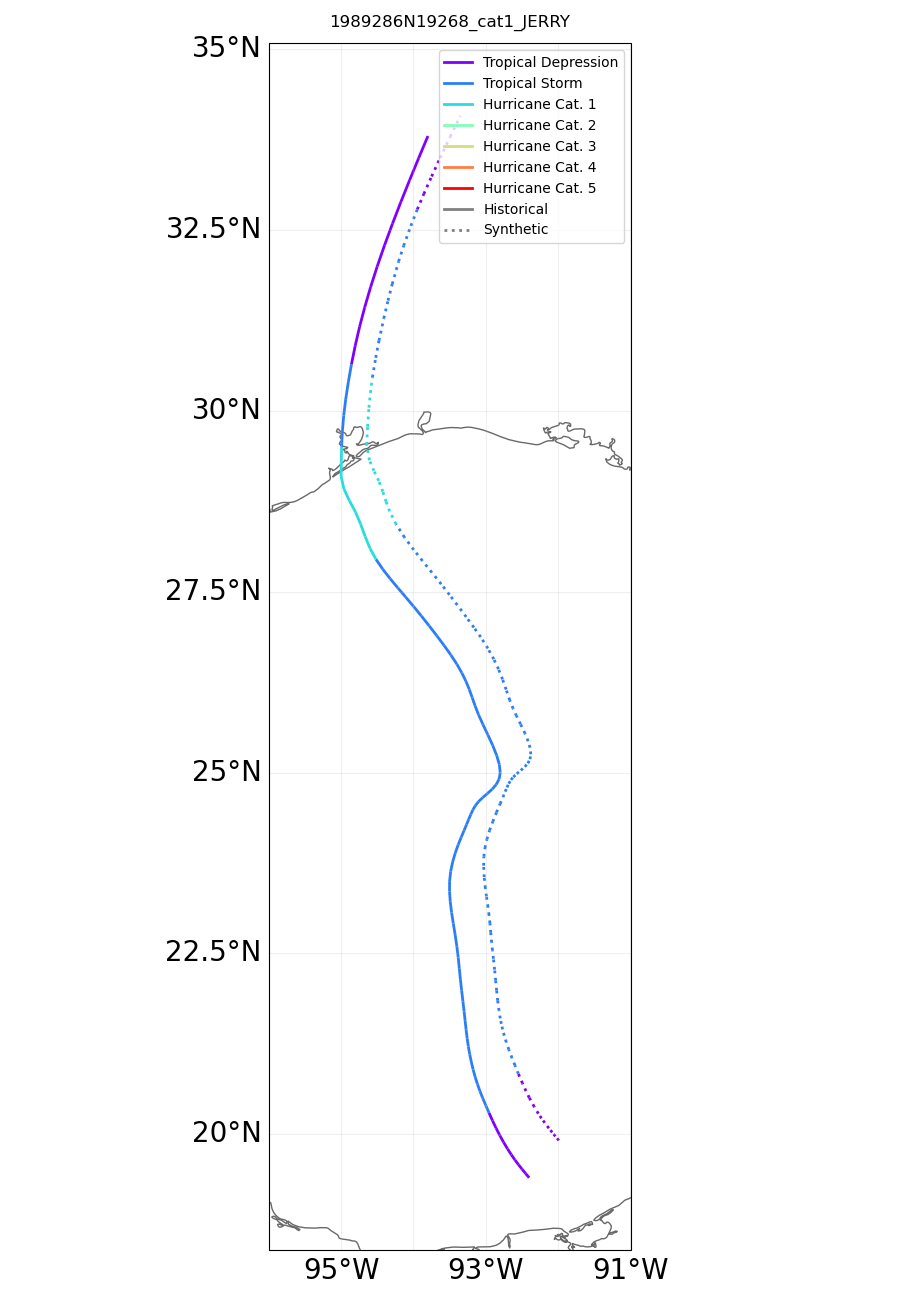 1989286N19268_cat1_JERRY
35°N
32.5°N
30°N
27.5°N
25°N
22.5°N
20°N
95°W
93°W
91°W
Tropical Depression
Tropical Storm
Hurricane Cat. 1
Hurricane Cat. 2
Hurricane Cat. 3
Hurricane Cat. 4
Hurricane Cat. 5
Historical
Synthetic